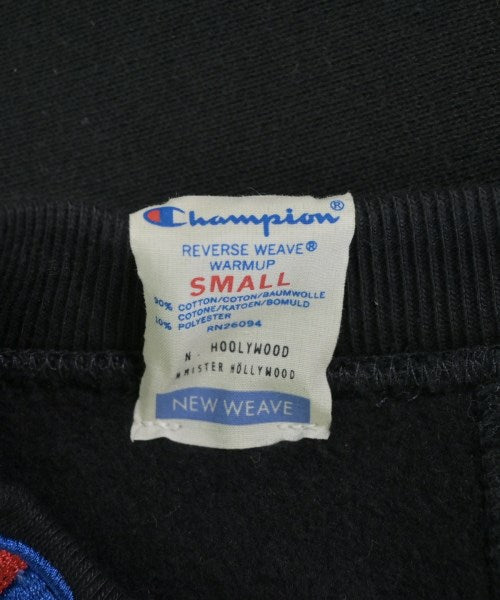 Champion®
REVERSE WEAVE®
WARMUP
SMALL
90% COTTON/COTON/BAUMWOLLE
COTONE/KATOEN/BOMULD
10% POLYESTER
RN26094
N. HOOLYWOOD
MISTER HOLLYWOOD
NEW WEAVE